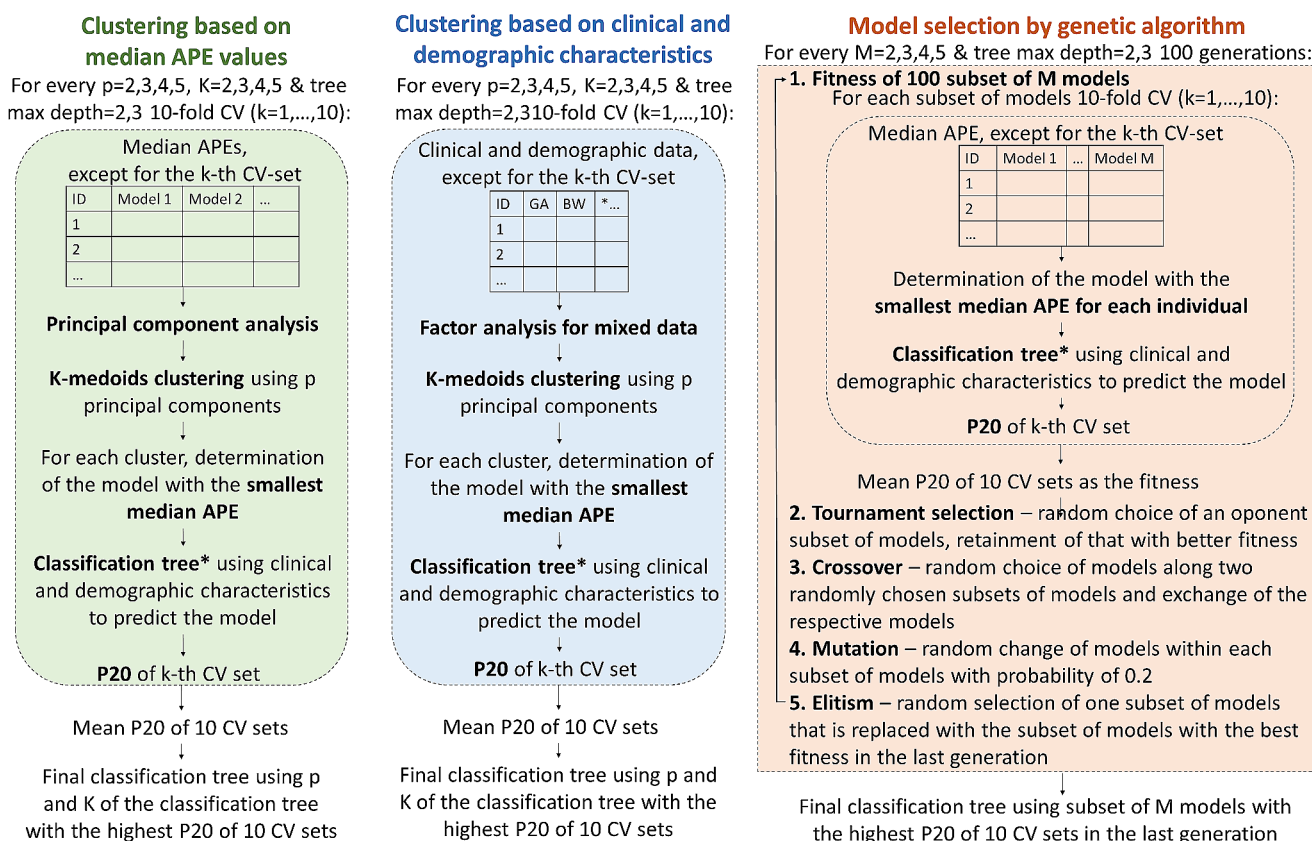 Clustering based on
median APE values
For every p=2,3,4,5, K=2,3,4,5 & tree
max depth=2,3 10-fold CV (k=1,...,10):
Median APEs,
except for the k-th CV-set
ID Model 1 Model 2 ...
1
2
...
Principal component analysis
K-medoids clustering using p
principal components
For each cluster, determination
of the model with the smallest
median APE
Classification tree* using clinical
and demographic characteristics
to predict the model
P20 of k-th CV set
Mean P20 of 10 CV sets
Final classification tree using p
and K of the classification tree
with the highest P20 of 10 CV sets
Clustering based on clinical and
demographic characteristics
For every p=2,3,4,5, K=2,3,4,5 & tree
max depth=2,310-fold CV (k=1,...,10):
Clinical and demographic data,
except for the k-th CV-set
ID GA BW *...
1
2
...
Factor analysis for mixed data
K-medoids clustering using p
principal components
For each cluster, determination of
the model with the smallest
median APE
Classification tree* using clinical
and demographic characteristics to
predict the model
P20 of k-th CV set
Mean P20 of 10 CV sets
Final classification tree using p and
K of the classification tree with the
highest P20 of 10 CV sets
Model selection by genetic algorithm
For every M=2,3,4,5 & tree max depth=2,3 100 generations:
1. Fitness of 100 subset of M models
For each subset of models 10-fold CV (k=1,...,10):
Median APE, except for the k-th CV-set
ID Model 1 ... Model M
1
2
...
Determination of the model with the
smallest median APE for each individual
Classification tree* using clinical and
demographic characteristics to predict the model
P20 of k-th CV set
Mean P20 of 10 CV sets as the fitness
2. Tournament selection – random choice of an oponent
subset of models, retainment of that with better fitness
3. Crossover – random choice of models along two
randomly chosen subsets of models and exchange of the
respective models
4. Mutation – random change of models within each
subset of models with probability of 0.2
5. Elitism – random selection of one subset of models
that is replaced with the subset of models with the best
fitness in the last generation
Final classification tree using subset of M models with
the highest P20 of 10 CV sets in the last generation